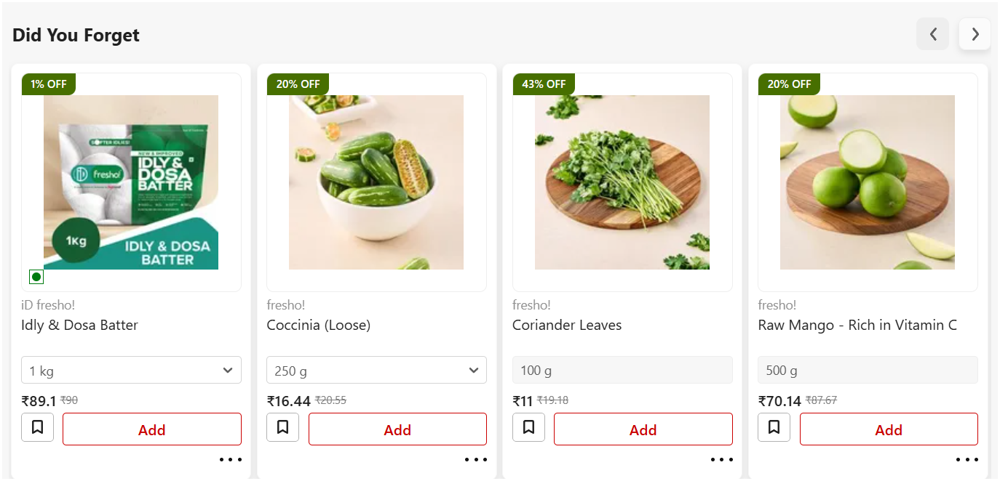 Did You Forget
1% OFF
SOFTER IDLIES!
NEW & IMPROVED
iD fresho!
IDLY &
DOSA
BATTER
1Kg
IDLY & DOSA
BATTER
iD fresho!
Idly & Dosa Batter
1 kg
₹89.1 ₹90
Add
20% OFF
fresho!
Coccinia (Loose)
250 g
₹16.44 ₹20.55
Add
43% OFF
fresho!
Coriander Leaves
100 g
₹11 ₹19.18
Add
20% OFF
fresho!
Raw Mango - Rich in Vitamin C
500 g
₹70.14 ₹87.67
Add